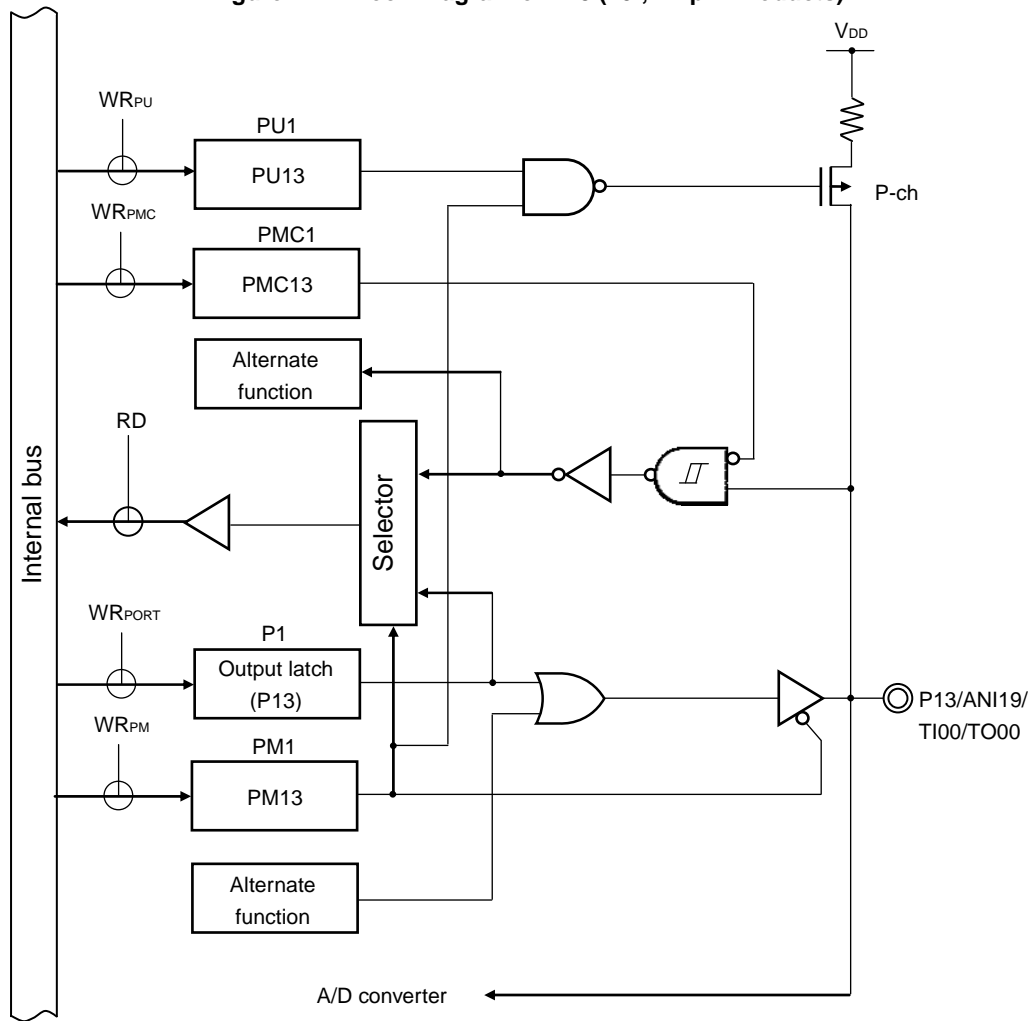 VDD
WRPU
PU1
PU13
P-ch
WRPMC
PMC1
PMC13
Alternate
function
RD
Selector
Internal bus
WRPORT
P1
Output latch
(P13)
P13/ANI19/
TI00/TO00
WRPM
PM1
PM13
Alternate
function
A/D converter